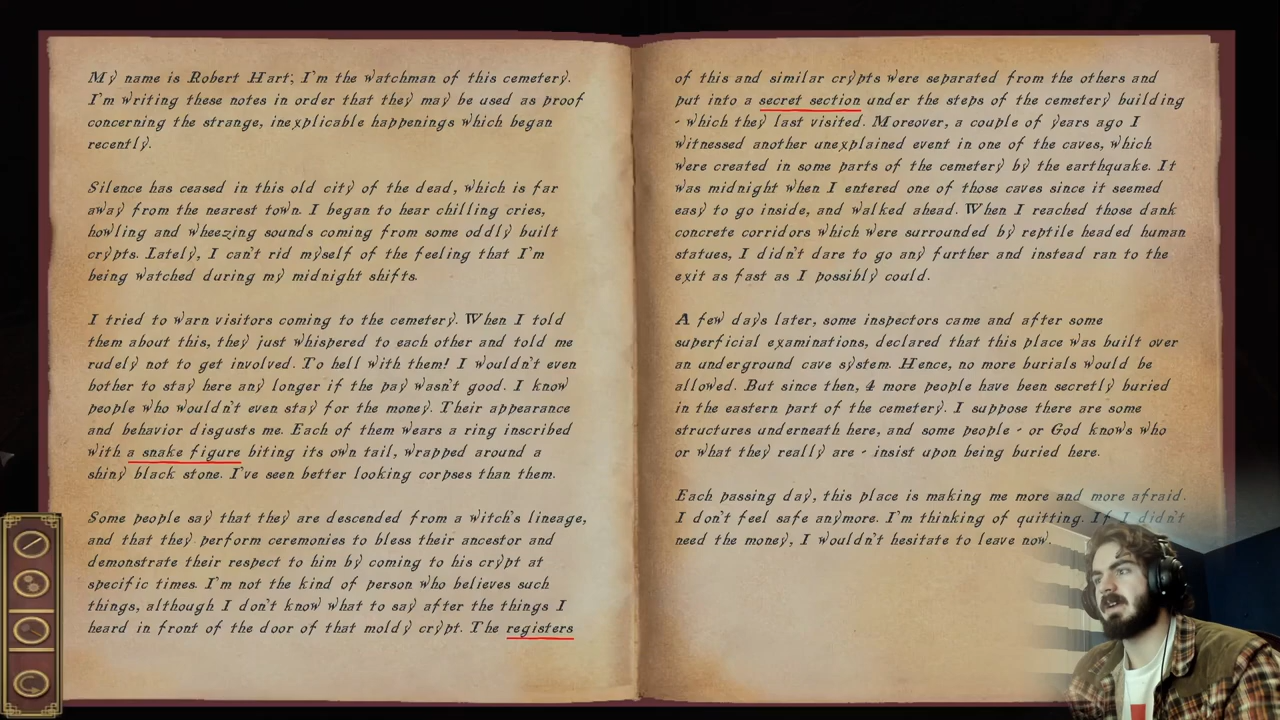 My name is Robert Hart; I'm the watchman of this cemetery.
I'm writing these notes in order that they may be used as proof
concerning the strange, inexplicable happenings which began
recently.
Silence has ceased in this old city of the dead, which is far
away from the nearest town. I began to hear chilling cries,
howling and wheezing sounds coming from some oddly built
crypts. Lately, I can't rid myself of the feeling that I'm
being watched during my midnight shifts.
I tried to warn visitors coming to the cemetery. When I told
them about this, they just whispered to each other and told me
rudely not to get involved. To hell with them! I wouldn't even
bother to stay here any longer if the pay wasn't good. I know
people who wouldn't even stay for the money. Their appearance
and behavior disgusts me. Each of them wears a ring inscribed
with a snake figure biting its own tail, wrapped around a
shiny black stone. I've seen better looking corpses than them.
Some people say that they are descended from a witch's lineage,
and that they perform ceremonies to bless their ancestor and
demonstrate their respect to him by coming to his crypt at
specific times. I'm not the kind of person who believes such
things, although I don't know what to say after the things I
heard in front of the door of that moldy crypt. The registers
of this and similar crypts were separated from the others and
put into a secret section under the steps of the cemetery building
- which they last visited. Moreover, a couple of years ago I
witnessed another unexplained event in one of the caves, which
were created in some parts of the cemetery by the earthquake. It
was midnight when I entered one of those caves since it seemed
easy to go inside, and walked ahead. When I reached those dank
concrete corridors which were surrounded by reptile headed human
statues, I didn't dare to go any further and instead ran to the
exit as fast as I possibly could.
A few days later, some inspectors came and after some
superficial examinations, declared that this place was built over
an underground cave system. Hence, no more burials would be
allowed. But since then, 4 more people have been secretly buried
in the eastern part of the cemetery. I suppose there are some
structures underneath here, and some people - or God knows who
or what they really are - insist upon being buried here.
Each passing day, this place is making me more and more afraid.
I don't feel safe anymore. I'm thinking of quitting. If I didn't
need the money, I wouldn't hesitate to leave now.